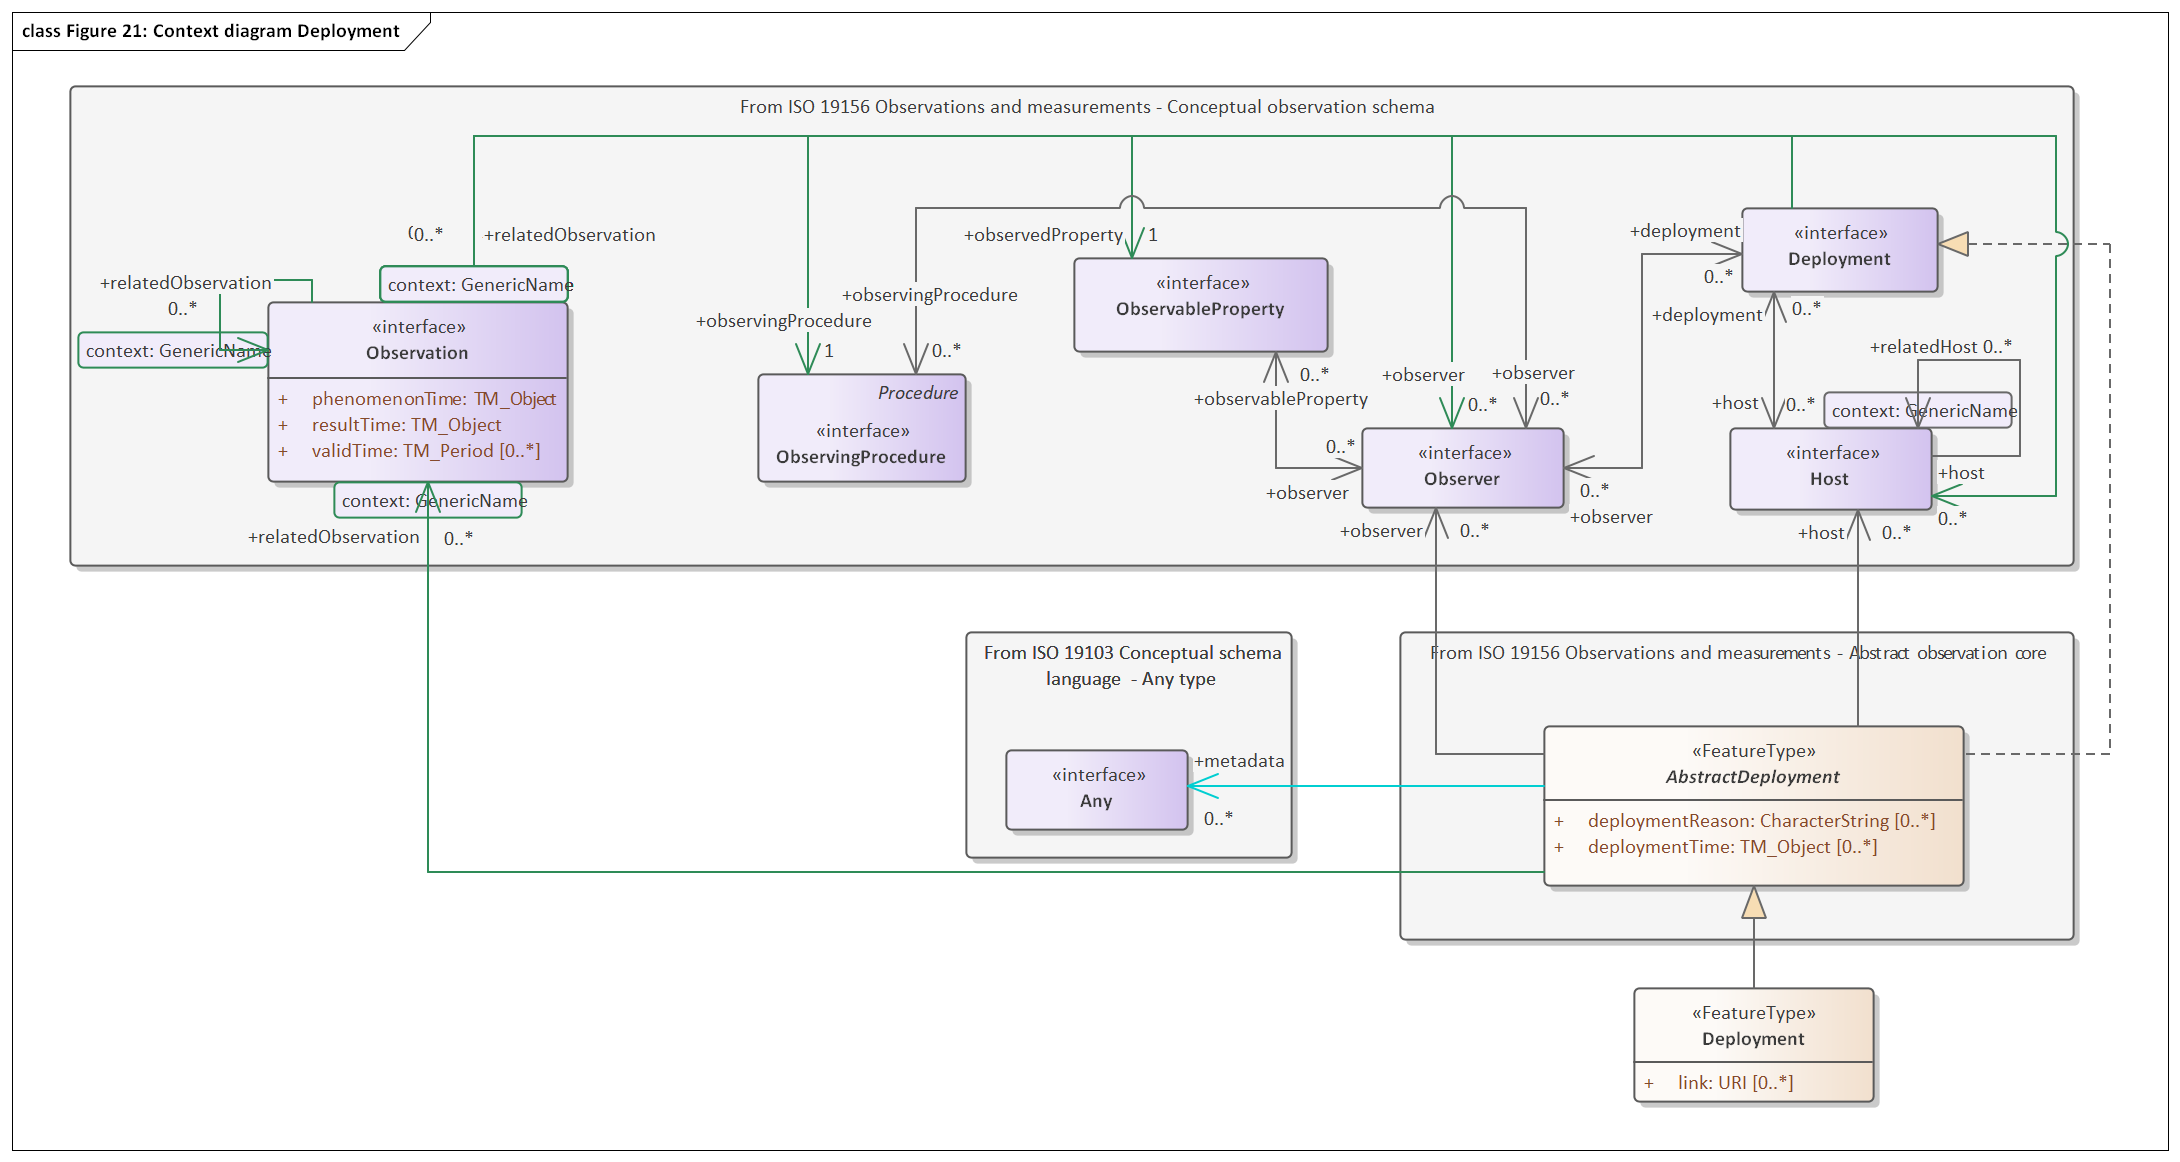 class Figure 21: Context diagram Deployment
From ISO 19156 Observations and measurements - Conceptual observation schema
0..*
+relatedObservation
context: GenericName
+relatedObservation
0..*
context: GenericName
«interface»
Observation
+ phenomenonTime: TM_Object
+ resultTime: TM_Object
+ validTime: TM_Period [0..*]
context: GenericName
+relatedObservation
0..*
+observingProcedure
1
+observingProcedure
0..*
Procedure
«interface»
ObservingProcedure
+observedProperty
1
«interface»
ObservableProperty
0..*
+observableProperty
0..*
+observer
+observer
0..*
+observer
0..*
«interface»
Observer
0..*
+observer
+observer
0..*
+deployment
0..*
«interface»
Deployment
+deployment
0..*
+host
0..*
+relatedHost 0..*
context: GenericName
«interface»
Host
+host
0..*
+host
0..*
From ISO 19103 Conceptual schema
language - Any type
«interface»
Any
+metadata
0..*
From ISO 19156 Observations and measurements - Abstract observation core
«FeatureType»
AbstractDeployment
+ deploymentReason: CharacterString [0..*]
+ deploymentTime: TM_Object [0..*]
«FeatureType»
Deployment
+ link: URI [0..*]